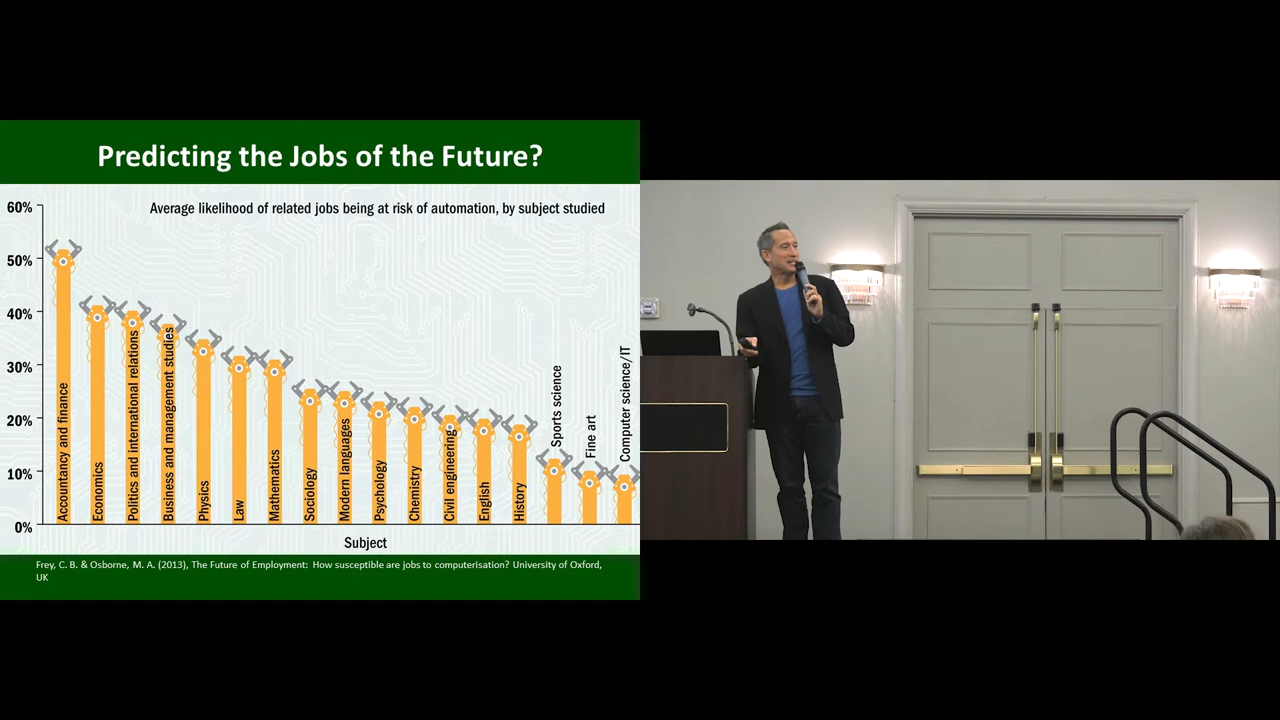 Predicting the Jobs of the Future?
Average likelihood of related jobs being at risk of automation, by subject studied
60%
50%
40%
30%
20%
10%
0%
Accountancy and finance
Economics
Politics and international relations
Business and management studies
Physics
Law
Mathematics
Sociology
Modern languages
Psychology
Chemistry
Civil engineering
English
History
Sports science
Fine art
Computer science/IT
Subject
Frey, C. B. & Osborne, M. A. (2013), The Future of Employment: How susceptible are jobs to computerisation? University of Oxford,
UK